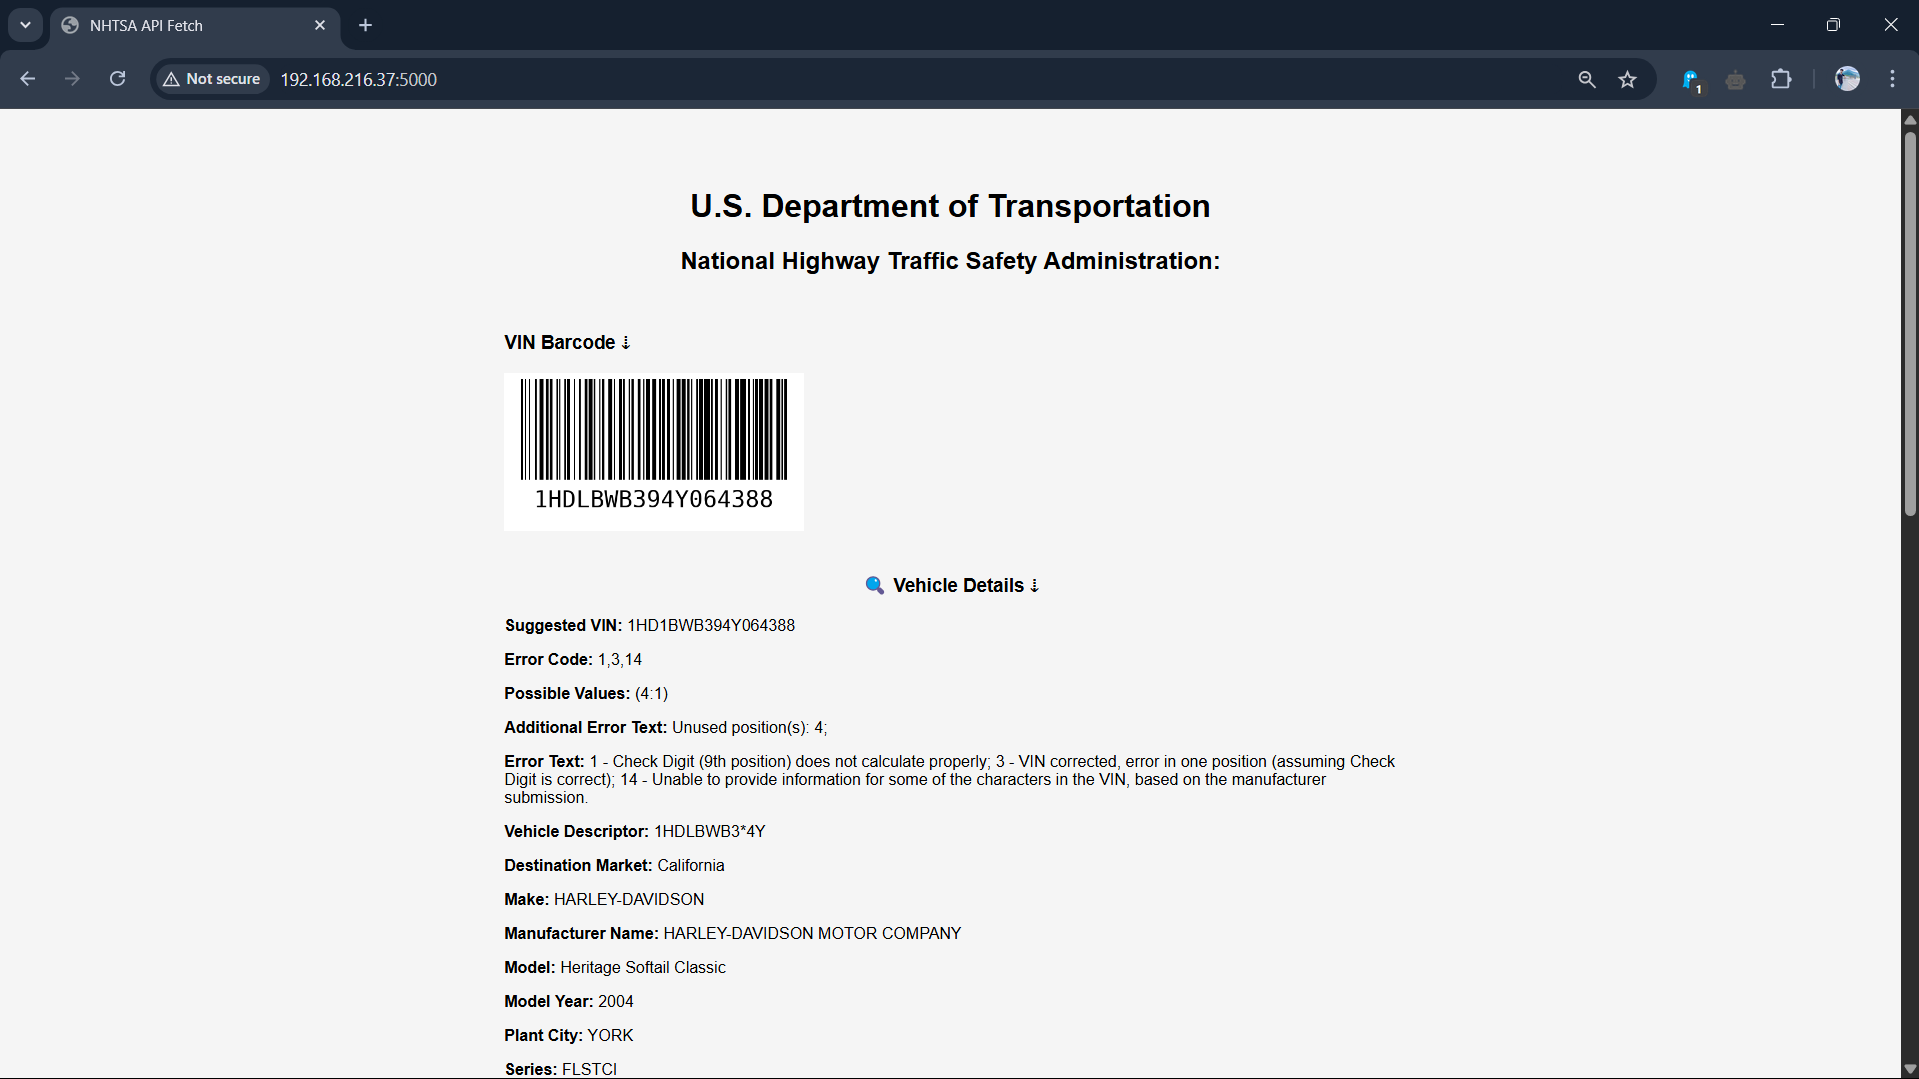 NHTSA API Fetch
Not secure
192.168.216.37:5000
1
U.S. Department of Transportation
National Highway Traffic Safety Administration:
VIN Barcode ⇣
1HDLBWB394Y064388
🔍 Vehicle Details ⇣
Suggested VIN: 1HD1BWB394Y064388
Error Code: 1,3,14
Possible Values: (4:1)
Additional Error Text: Unused position(s): 4;
Error Text: 1 - Check Digit (9th position) does not calculate properly; 3 - VIN corrected, error in one position (assuming Check
Digit is correct); 14 - Unable to provide information for some of the characters in the VIN, based on the manufacturer
submission.
Vehicle Descriptor: 1HDLBWB3*4Y
Destination Market: California
Make: HARLEY-DAVIDSON
Manufacturer Name: HARLEY-DAVIDSON MOTOR COMPANY
Model: Heritage Softail Classic
Model Year: 2004
Plant City: YORK
Series: FLSTCI